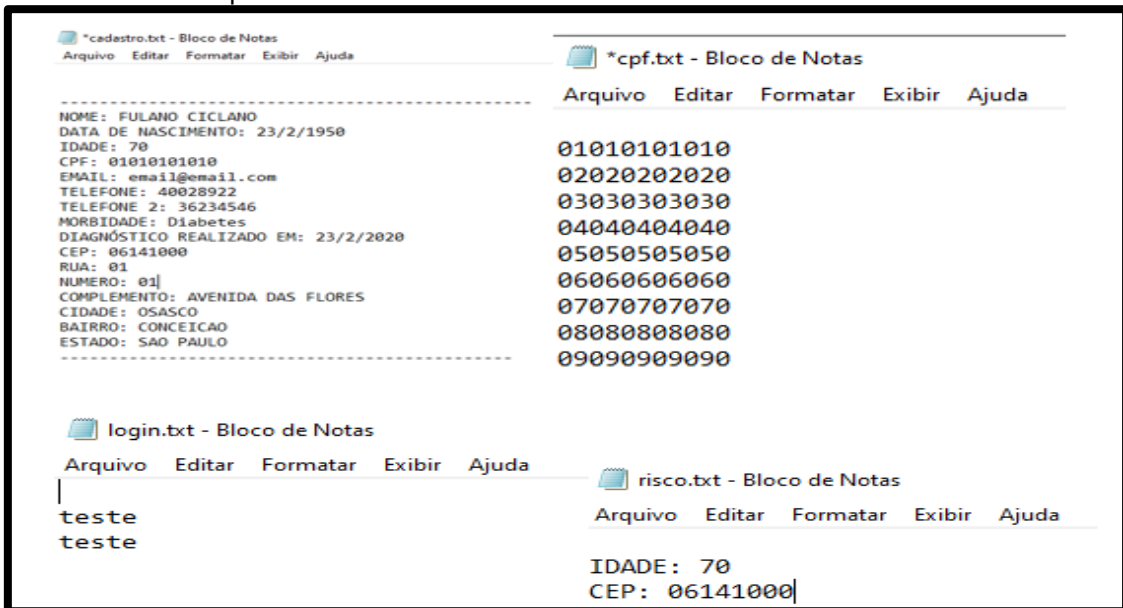 *cadastro.txt - Bloco de Notas
Arquivo Editar Formatar Exibir Ajuda
--------------------------------------------------
NOME: FULANO CICLANO
DATA DE NASCIMENTO: 23/2/1950
IDADE: 70
CPF: 01010101010
EMAIL: email@email.com
TELEFONE: 40028922
TELEFONE 2: 36234546
MORBIDADE: Diabetes
DIAGNÓSTICO REALIZADO EM: 23/2/2020
CEP: 06141000
RUA: 01
NUMERO: 01
COMPLEMENTO: AVENIDA DAS FLORES
CIDADE: OSASCO
BAIRRO: CONCEICAO
ESTADO: SAO PAULO
------------------------------------------------
*cpf.txt - Bloco de Notas
Arquivo Editar Formatar Exibir Ajuda
01010101010
02020202020
03030303030
04040404040
05050505050
06060606060
07070707070
08080808080
09090909090
login.txt - Bloco de Notas
Arquivo Editar Formatar Exibir Ajuda
teste
teste
risco.txt - Bloco de Notas
Arquivo Editar Formatar Exibir Ajuda
IDADE: 70
CEP: 06141000